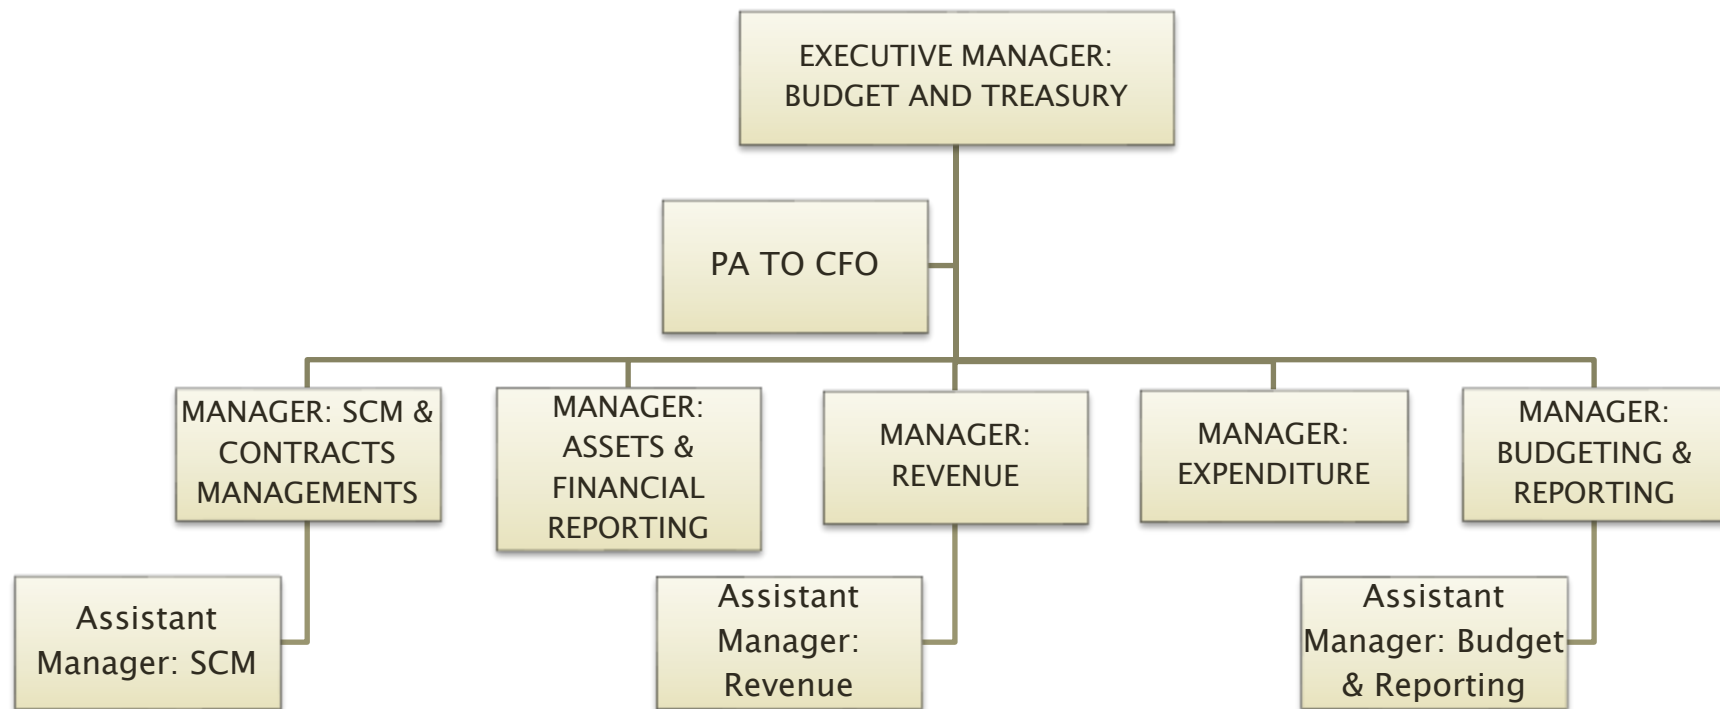 EXECUTIVE MANAGER:
BUDGET AND TREASURY
PA TO CFO
MANAGER: SCM &
CONTRACTS
MANAGEMENTS
MANAGER:
ASSETS &
FINANCIAL
REPORTING
MANAGER:
REVENUE
MANAGER:
EXPENDITURE
MANAGER:
BUDGETING &
REPORTING
Assistant
Manager: SCM
Assistant
Manager:
Revenue
Assistant
Manager: Budget
& Reporting